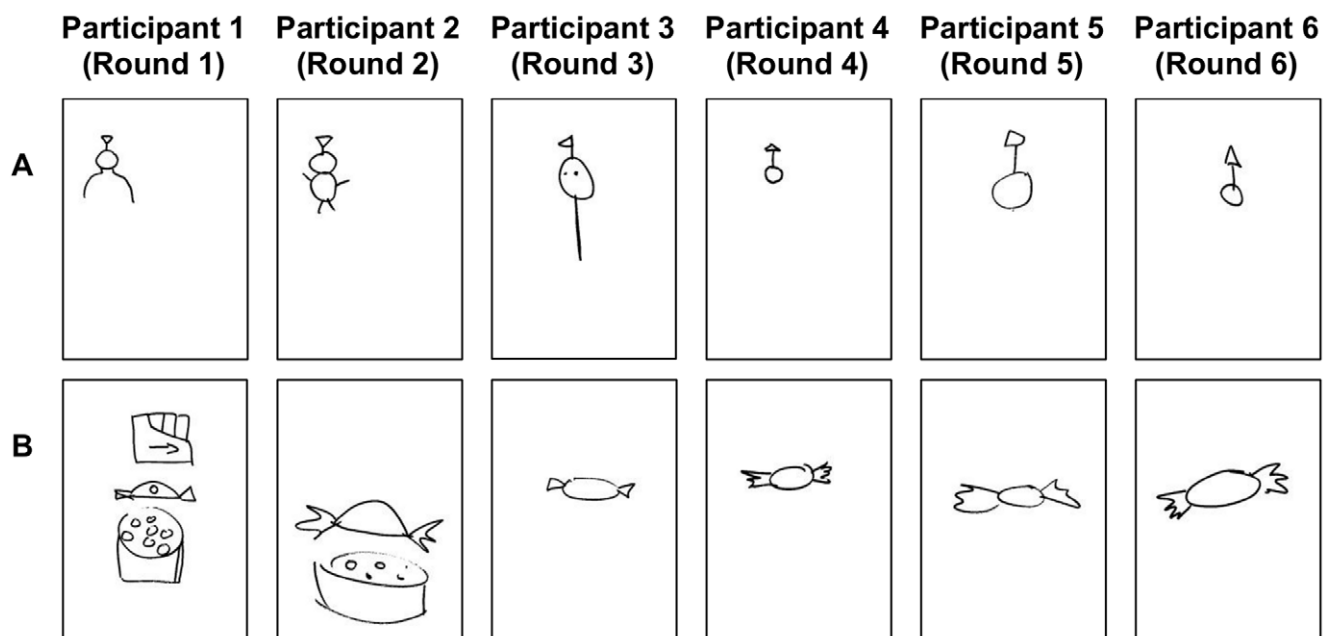 Participant 1 Participant 2 Participant 3 Participant 4 Participant 5 Participant 6
(Round 1) (Round 2) (Round 3) (Round 4) (Round 5) (Round 6)
A
B